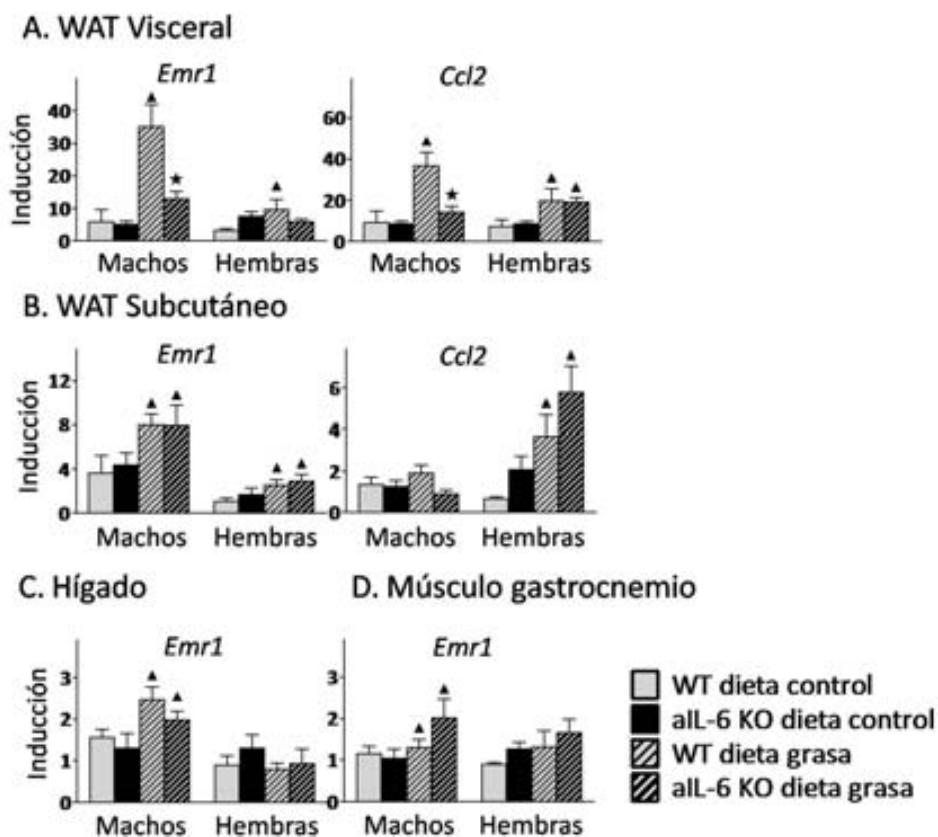 A. WAT Visceral
Emr1
Ccl2
Inducción
40
30
20
10
0
60
40
20
0
▲
★
▲
▲
★
▲
▲
Machos
Hembras
Machos
Hembras
B. WAT Subcutáneo
Emr1
Ccl2
Inducción
12
8
4
0
6
4
2
0
▲
▲
▲
▲
▲
▲
Machos
Hembras
Machos
Hembras
C. Hígado
D. Músculo gastrocnemio
Emr1
Emr1
Inducción
3
2
1
0
3
2
1
0
▲
▲
▲
▲
Machos
Hembras
Machos
Hembras
WT dieta control
aIL-6 KO dieta control
WT dieta grasa
aIL-6 KO dieta grasa